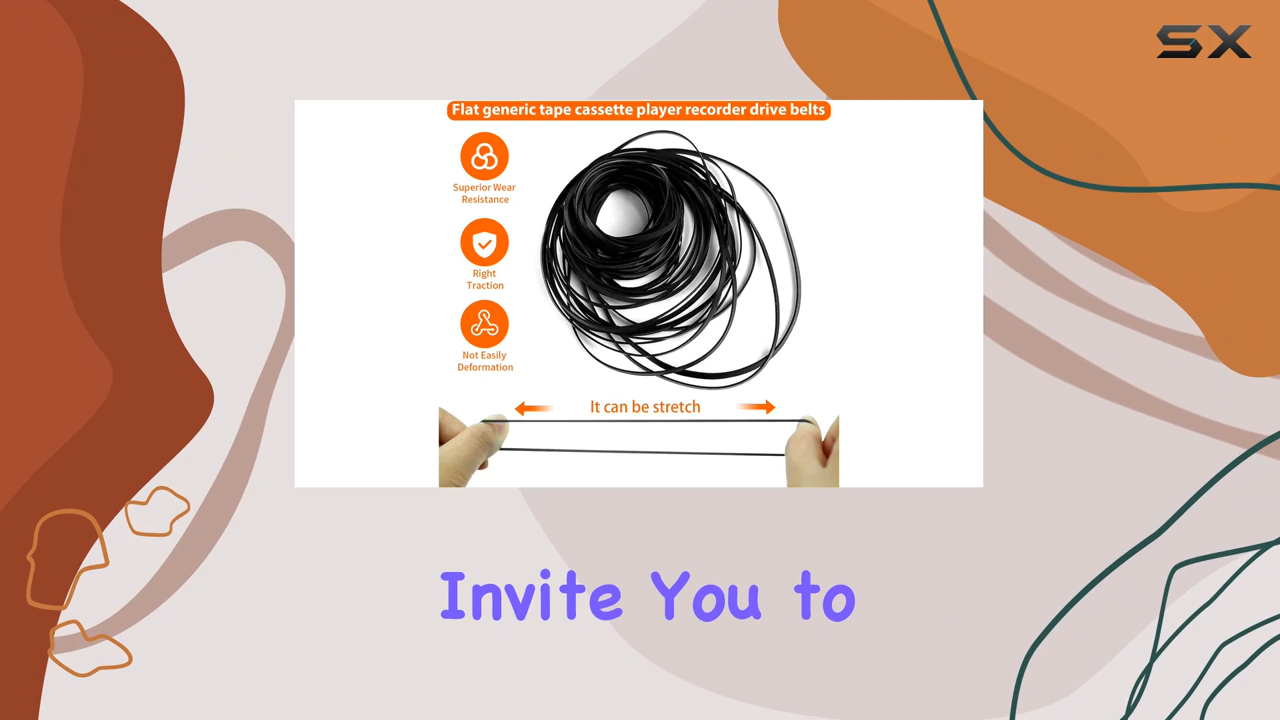 SX
Flat generic tape cassette player recorder drive belts
Superior Wear
Resistance
Right
Traction
Not Easily
Deformation
It can be stretch
Invite You to